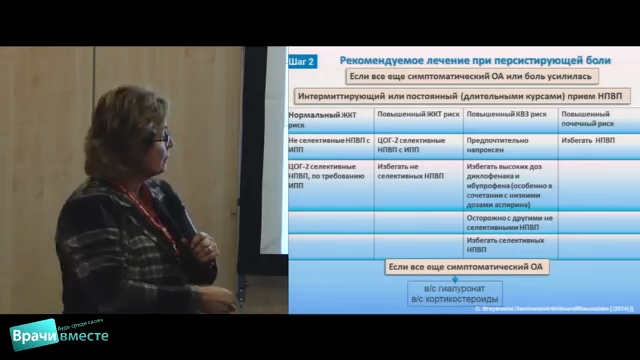 Шаг 2
Рекомендуемое лечение при персистирующей боли
Если все еще симптоматический ОА или боль усилилась
Интермиттирующий или постоянный (длительными курсами) прием НПВП
Нормальный ЖКТ
риск
Повышенный ЖКТ риск
Повышенный КВЗ риск
Повышенный
почечный риск
Не селективные НПВП с
ИПП
ЦОГ-2 селективные
НПВП с ИПП
Предпочтительно
напроксен
Избегать НПВП
ЦОГ-2 селективные
НПВП, по требованию
ИПП
Избегать не
селективных НПВП
Избегать высоких доз
диклофенака и
ибупрофена (особенно в
сочетании с низкими
дозами аспирина)
Осторожно с другими не
селективными НПВП
Избегать селективных
НПВП
Если все еще симптоматический ОА
в/с гиалуронат
в/с кортикостероиды
будь среди своих
Врачи вместе